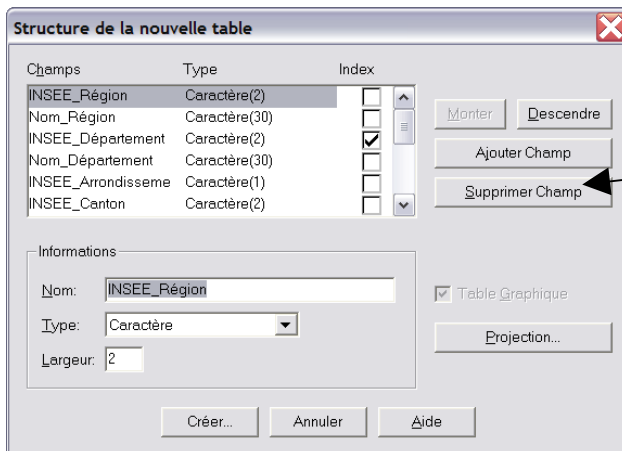 Structure de la nouvelle table
Champs Type Index
INSEE_Région Caractère(2)
Nom_Région Caractère(30)
INSEE_Département Caractère(2)
Nom_Département Caractère(30)
INSEE_Arrondisseme Caractère(1)
INSEE_Canton Caractère(2)
Monter Descendre
Ajouter Champ
Supprimer Champ
Informations
Nom: INSEE_Région
Type: Caractère
Largeur: 2
Table Graphique
Projection...
Créer... Annuler Aide